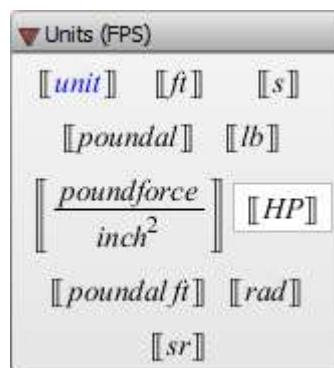 Units (FPS)
⟦unit⟧ ⟦ft⟧ ⟦s⟧
⟦poundal⟧ ⟦lb⟧
⟦poundforce/inch²⟧ ⟦HP⟧
⟦poundal ft⟧ ⟦rad⟧
⟦sr⟧